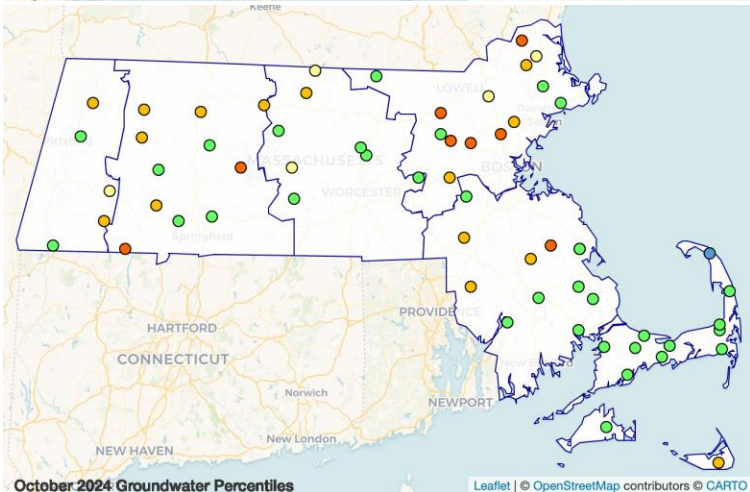 Keene
LOWELL
Pittsfield
MASSACHUSETTS
BOSTON
WORCESTER
Springfield
PROVIDENCE
HARTFORD
CONNECTICUT
Norwich
NEWPORT
New London
NEW HAVEN
October 2024 Groundwater Percentiles
Leaflet | © OpenStreetMap contributors © CARTO